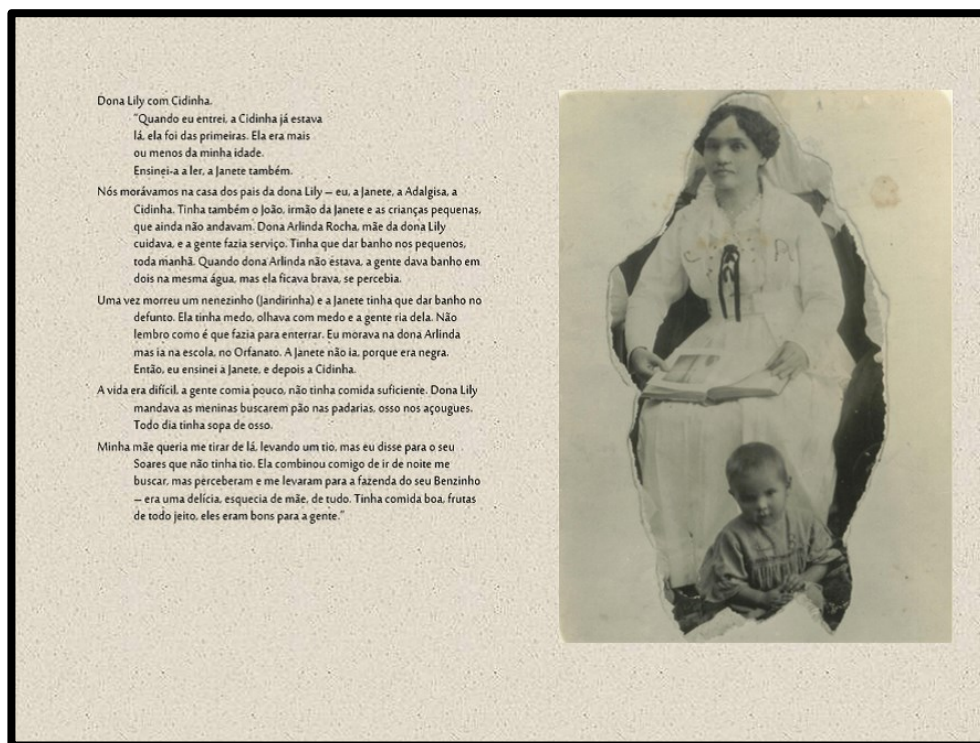 Dona Lily com Cidinha.
"Quando eu entrei, a Cidinha já estava
lá, ela foi das primeiras. Ela era mais
ou menos da minha idade.
Ensinei-a a ler, a Janete também.
Nós morávamos na casa dos pais da dona Lily – eu, a Janete, a Adalgisa, a
Cidinha. Tinha também o João, irmão da Janete e as crianças pequenas,
que ainda não andavam. Dona Arlinda Rocha, mãe da dona Lily
cuidava, e a gente fazia serviço. Tinha que dar banho nos pequenos,
toda manhã. Quando dona Arlinda não estava, a gente dava banho em
dois na mesma água, mas ela ficava brava, se percebia.
Uma vez morreu um nenezinho (Jandirinha) e a Janete tinha que dar banho no
defunto. Ela tinha medo, olhava com medo e a gente ria dela. Não
lembro como é que fazia para enterrar. Eu morava na dona Arlinda
mas ia na escola, no Orfanato. A Janete não ia, porque era negra.
Então, eu ensinei a Janete, e depois a Cidinha.
A vida era difícil, a gente comia pouco, não tinha comida suficiente. Dona Lily
mandava as meninas buscarem pão nas padarias, osso nos açougues.
Todo dia tinha sopa de osso.
Minha mãe queria me tirar de lá, levando um tio, mas eu disse para o seu
Soares que não tinha tio. Ela combinou comigo de ir de noite me
buscar, mas perceberam e me levaram para a fazenda do seu Benzinho
– era uma delícia, esquecia de mãe, de tudo. Tinha comida boa, frutas
de todo jeito, eles eram bons para a gente."